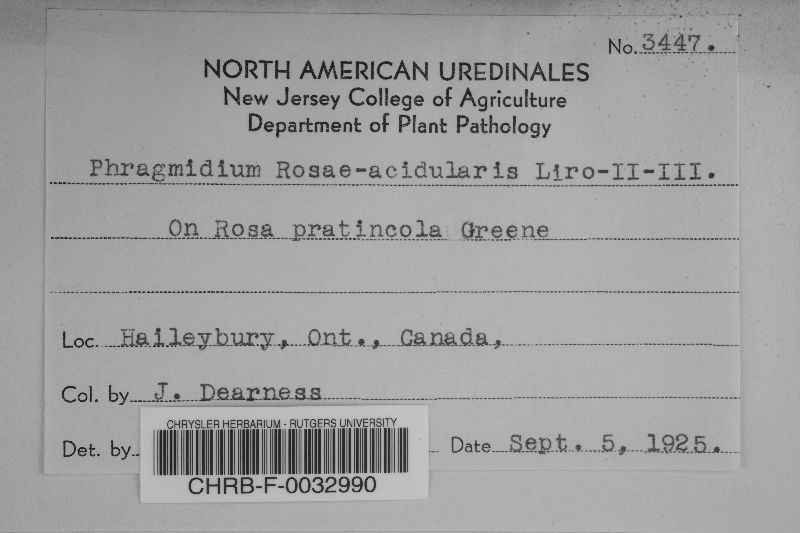 No. 3447.
NORTH AMERICAN UREDINALES
New Jersey College of Agriculture
Department of Plant Pathology
Phragmidium Rosae-acidularis Liro-II-III.
On Rosa pratincola Greene
Loc. Haileybury, Ont., Canada,
Col. by J. Dearness
Det. by
Date Sept. 5, 1925.
CHRYSLER HERBARIUM - RUTGERS UNIVERSITY
CHRB-F-0032990